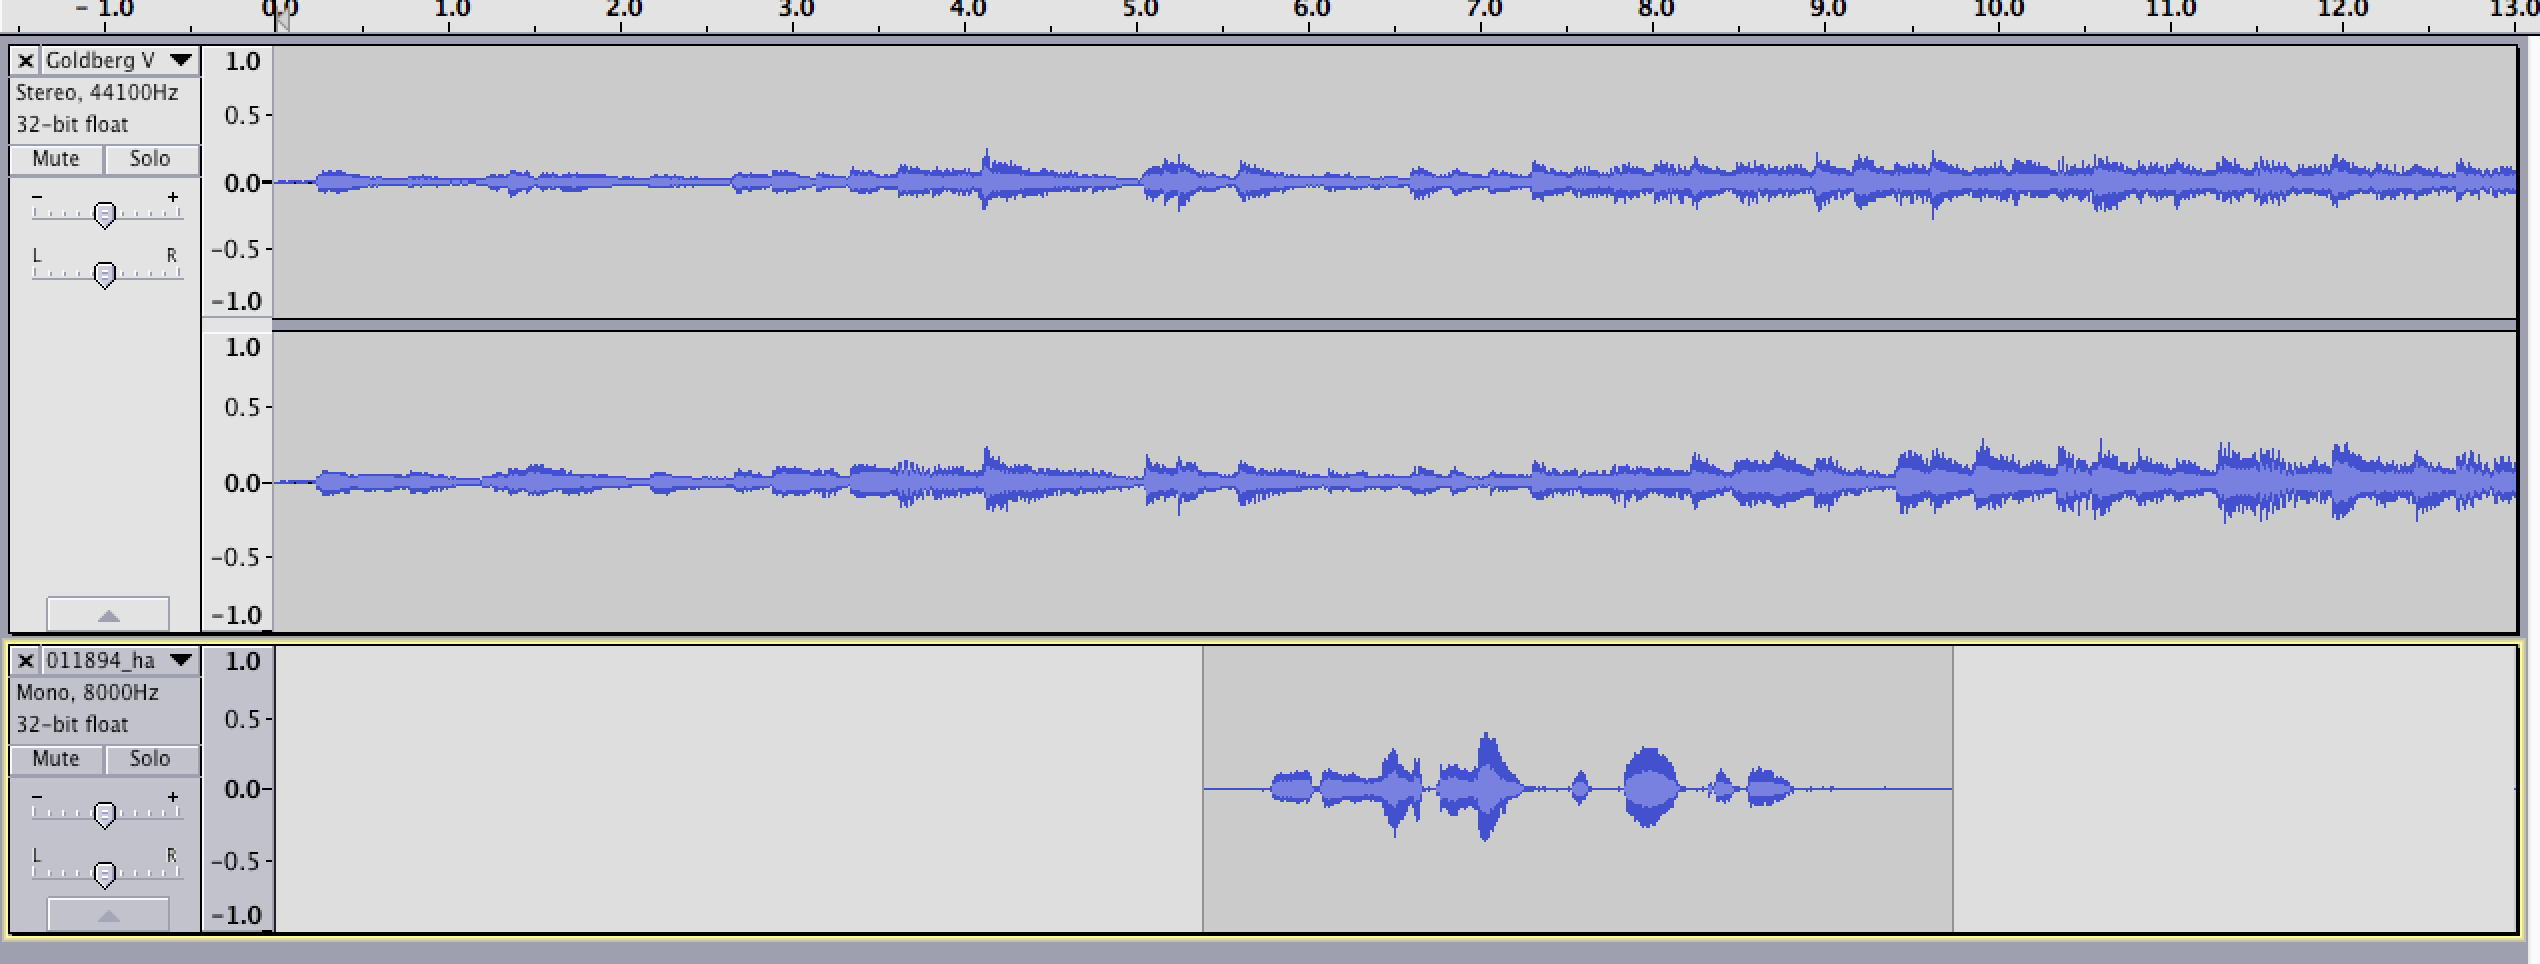 - 1.0 0.0 1.0 2.0 3.0 4.0 5.0 6.0 7.0 8.0 9.0 10.0 11.0 12.0 13.0
Goldberg V
Stereo, 44100Hz
32-bit float
Mute Solo
- +
L R
1.0
0.5
0.0
-0.5
-1.0
1.0
0.5
0.0
-0.5
-1.0
011894_ha
Mono, 8000Hz
32-bit float
Mute Solo
- +
L R
1.0
0.5
0.0
-0.5
-1.0